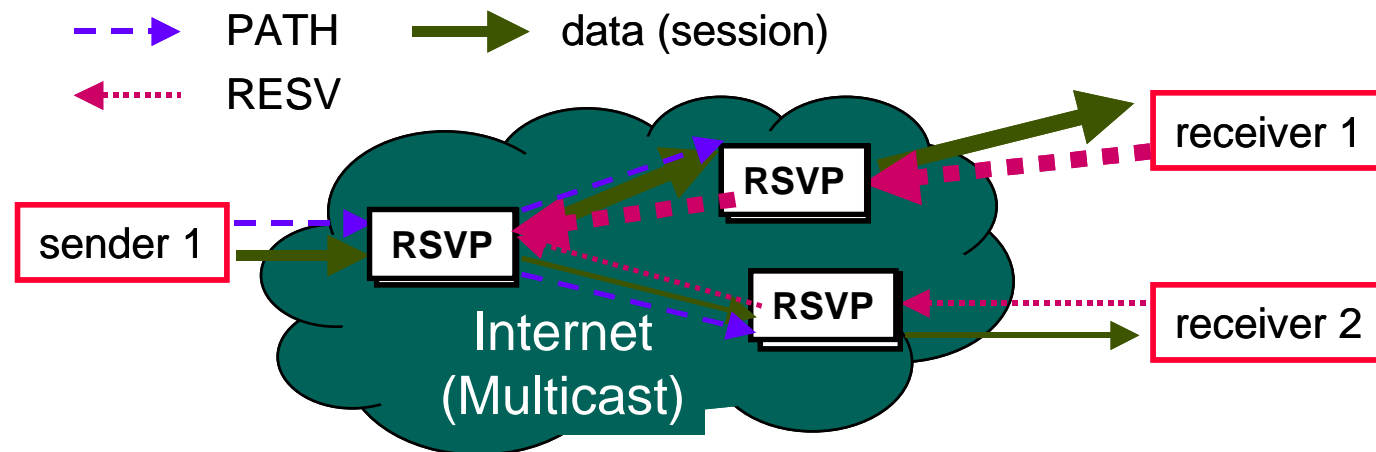 PATH
data (session)
RESV
receiver 1
RSVP
sender 1
RSVP
RSVP
receiver 2
Internet
(Multicast)